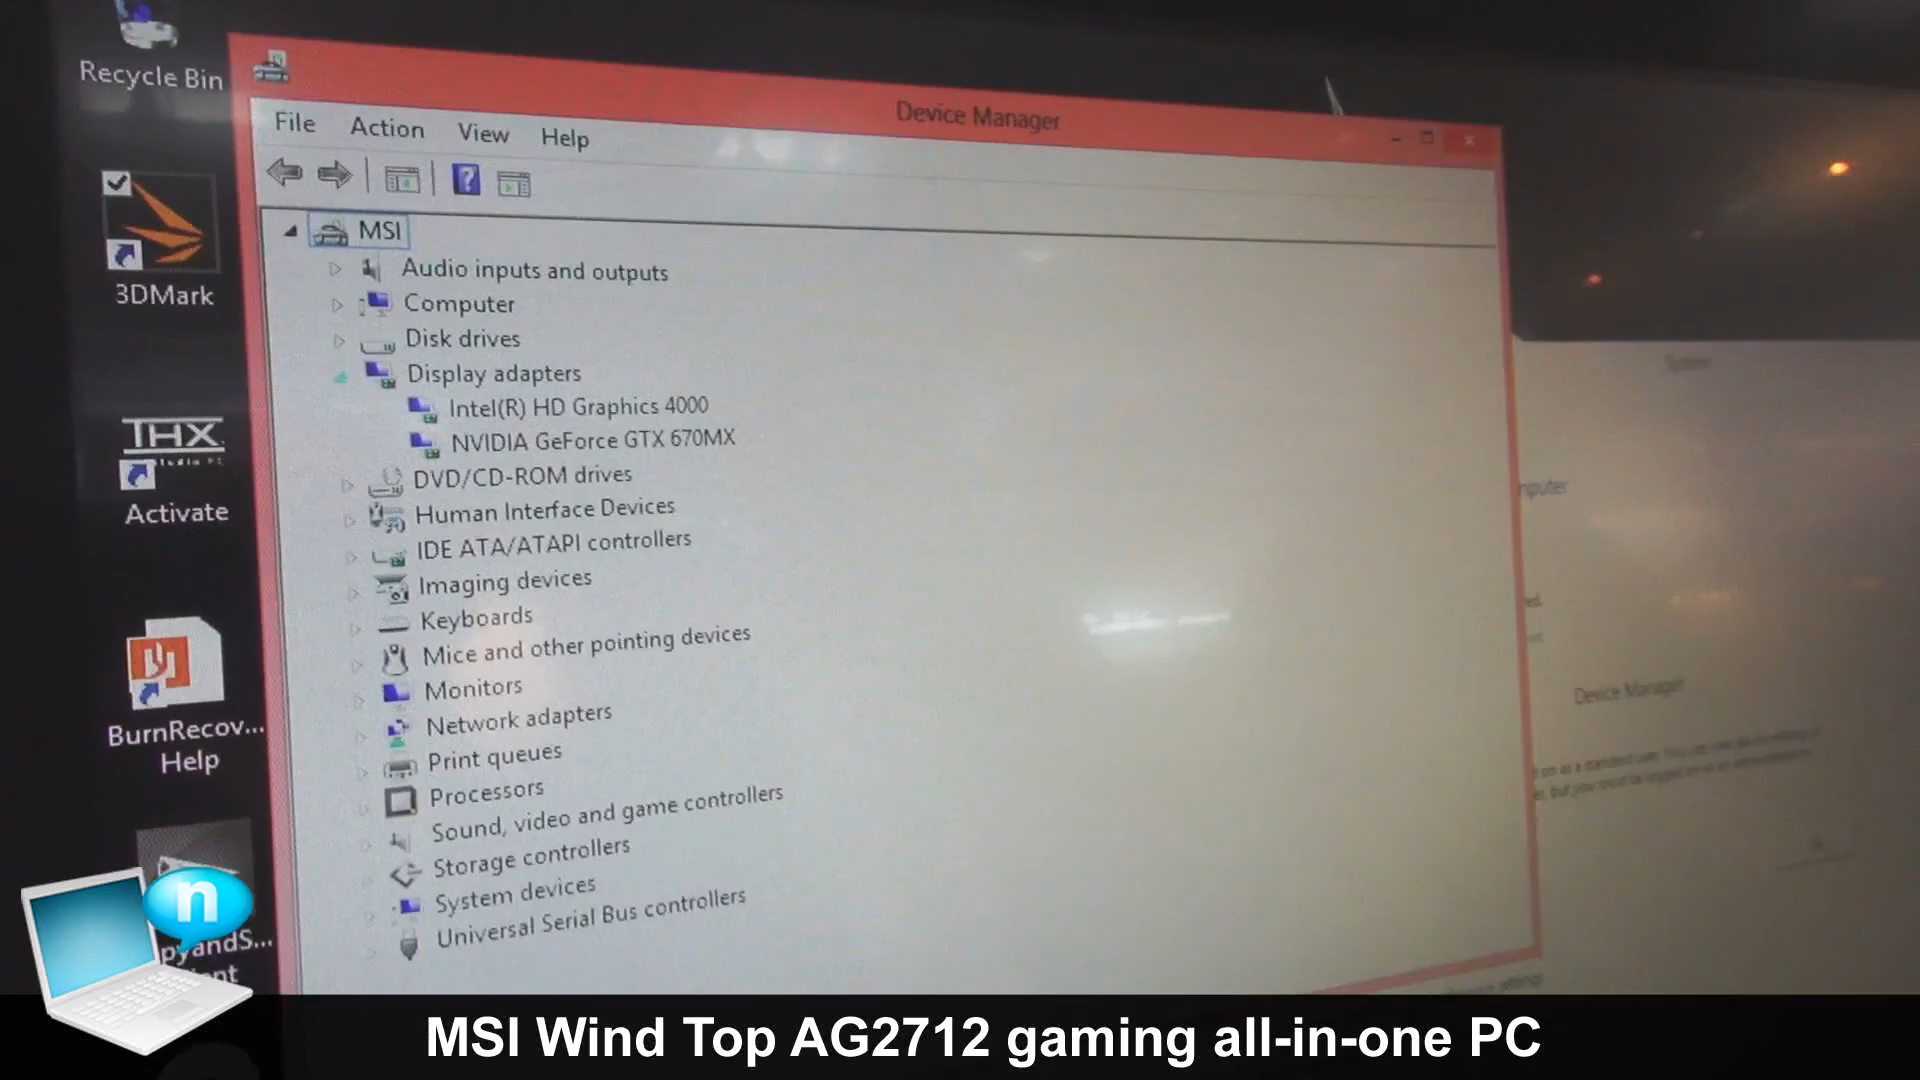 Recycle Bin
Device Manager
File Action View Help
MSI
Audio inputs and outputs
3DMark
Computer
Disk drives
Display adapters
Intel(R) HD Graphics 4000
NVIDIA GeForce GTX 670MX
THX
DVD/CD-ROM drives
Human Interface Devices
Activate
IDE ATA/ATAPI controllers
Imaging devices
Keyboards
Mice and other pointing devices
Monitors
Device Manager
Network adapters
BurnRecov...
Help
Print queues
Processors
Sound, video and game controllers
Storage controllers
System devices
Universal Serial Bus controllers
n
MSI Wind Top AG2712 gaming all-in-one PC